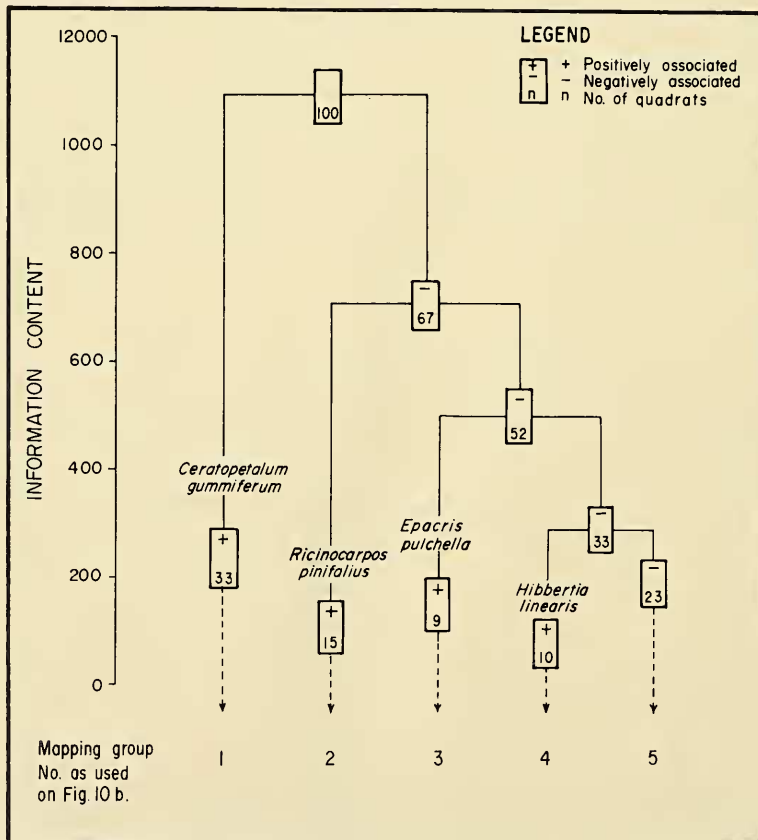 LEGEND
+ + Positively associated
− − Negatively associated
n n No. of quadrats
INFORMATION CONTENT
12000
1000
800
600
400
200
0
100
−
67
−
52
Ceratopetalum
gummiferum
+
33
Ricinocarpos
pinifalius
+
15
Epacris
pulchella
+
9
−
33
Hibbertia
linearis
+
10
−
23
Mapping group
No. as used
on Fig. 10 b.
1 2 3 4 5